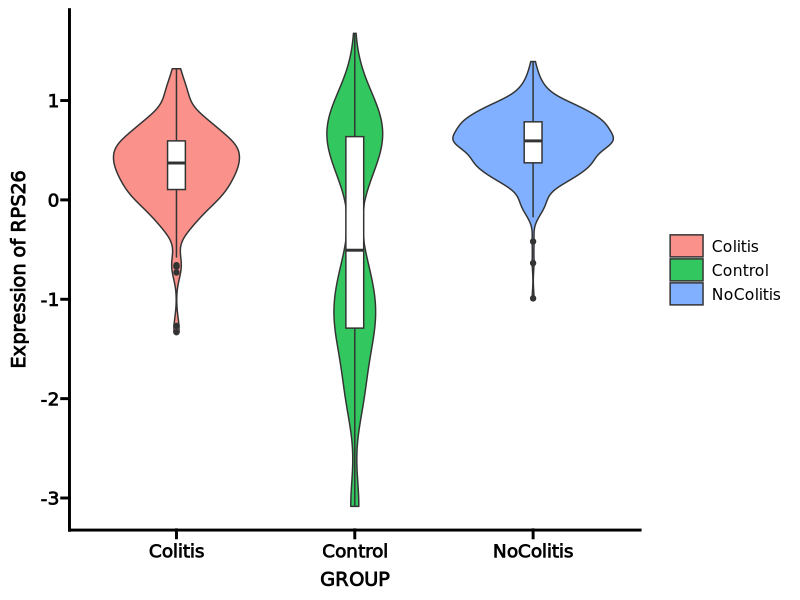 Expression of RPS26
1
0
-1
-2
-3
Colitis
Control
NoColitis
GROUP
Colitis
Control
NoColitis